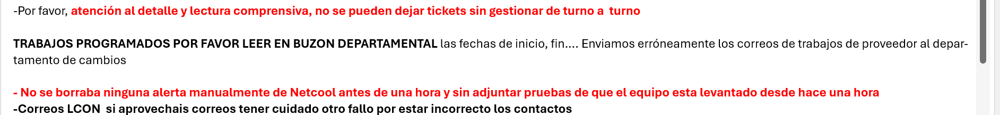 -Por favor, atención al detalle y lectura comprensiva, no se pueden dejar tickets sin gestionar de turno a  turno
TRABAJOS PROGRAMADOS POR FAVOR LEER EN BUZON DEPARTAMENTAL las fechas de inicio, fin.... Enviamos erróneamente los correos de trabajos de proveedor al depar-
tamento de cambios
- No se borraba ninguna alerta manualmente de Netcool antes de una hora y sin adjuntar pruebas de que el equipo esta levantado desde hace una hora
-Correos LCON  si aprovechais correos tener cuidado otro fallo por estar incorrecto los contactos